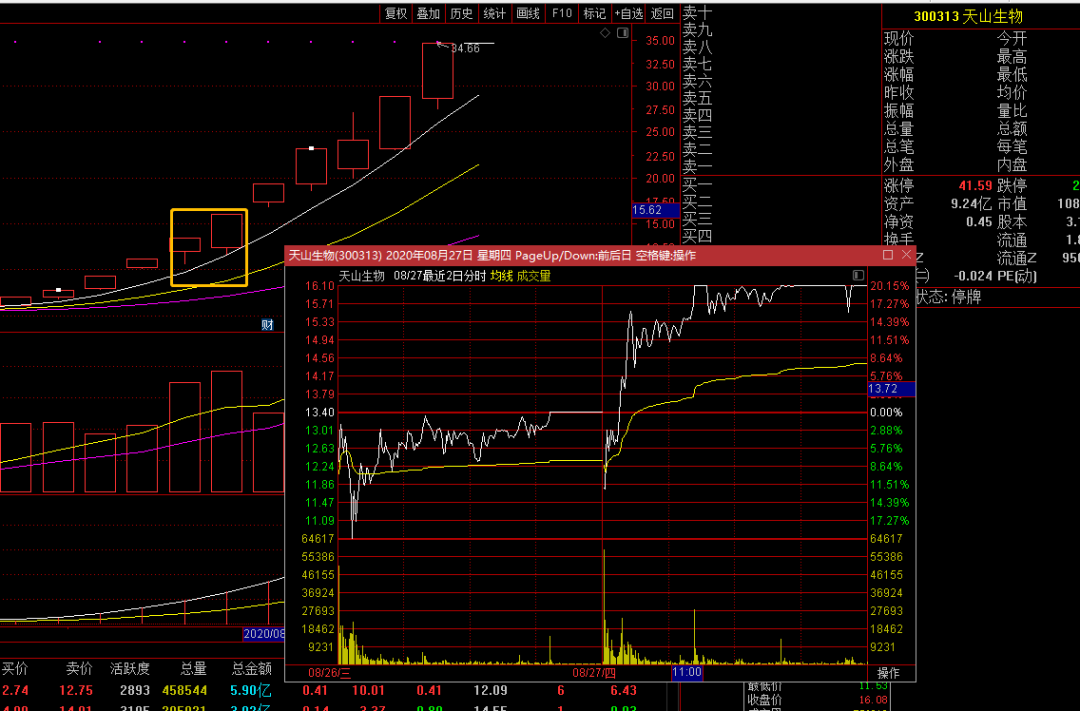 复权 叠加 历史 统计 画线 F10 标记 +自选 返回
卖十
卖九
卖八
卖七
卖六
卖五
卖四
卖三
卖二
卖一
买一
买二
买三
买四
300313 天山生物
现价 今开
涨跌 最高
涨幅 最低
昨收 均价
振幅 量比
总量 总额
总笔 每笔
外盘 内盘
涨停 41.59 跌停 2
资产 9.24亿 市值 108
净资 0.45 股本 3.
换手 流通 1.8
Z 流通Z 956
-0.024 PE(动)
状态: 停牌
34.66
35.00
32.50
30.00
27.50
25.00
22.50
20.00
17.60
15.62
15.00
财
2020/08
天山生物(300313) 2020年08月27日 星期四 PageUp/Down:前后日 空格键:操作
天山生物 08/27最近2日分时 均线 成交量
16.10 20.15%
15.71 17.27%
15.33 14.39%
14.94 11.51%
14.56 8.64%
14.17 5.76%
13.79
13.72
13.40 0.00%
13.01 2.88%
12.63 5.76%
12.24 8.64%
11.86 11.51%
11.47 14.39%
11.09 17.27%
64617 64617
55386 55386
46155 46155
36924 36924
27693 27693
18462 18462
9231 9231
08/26/三 08/27/四 11:00 操作
买价 卖价 活跃度 总量 总金额
2.74 12.75 2893 458544 5.90亿 0.41 10.01 0.41 12.09 6 6.43
最低价 11.53
收盘价 16.08